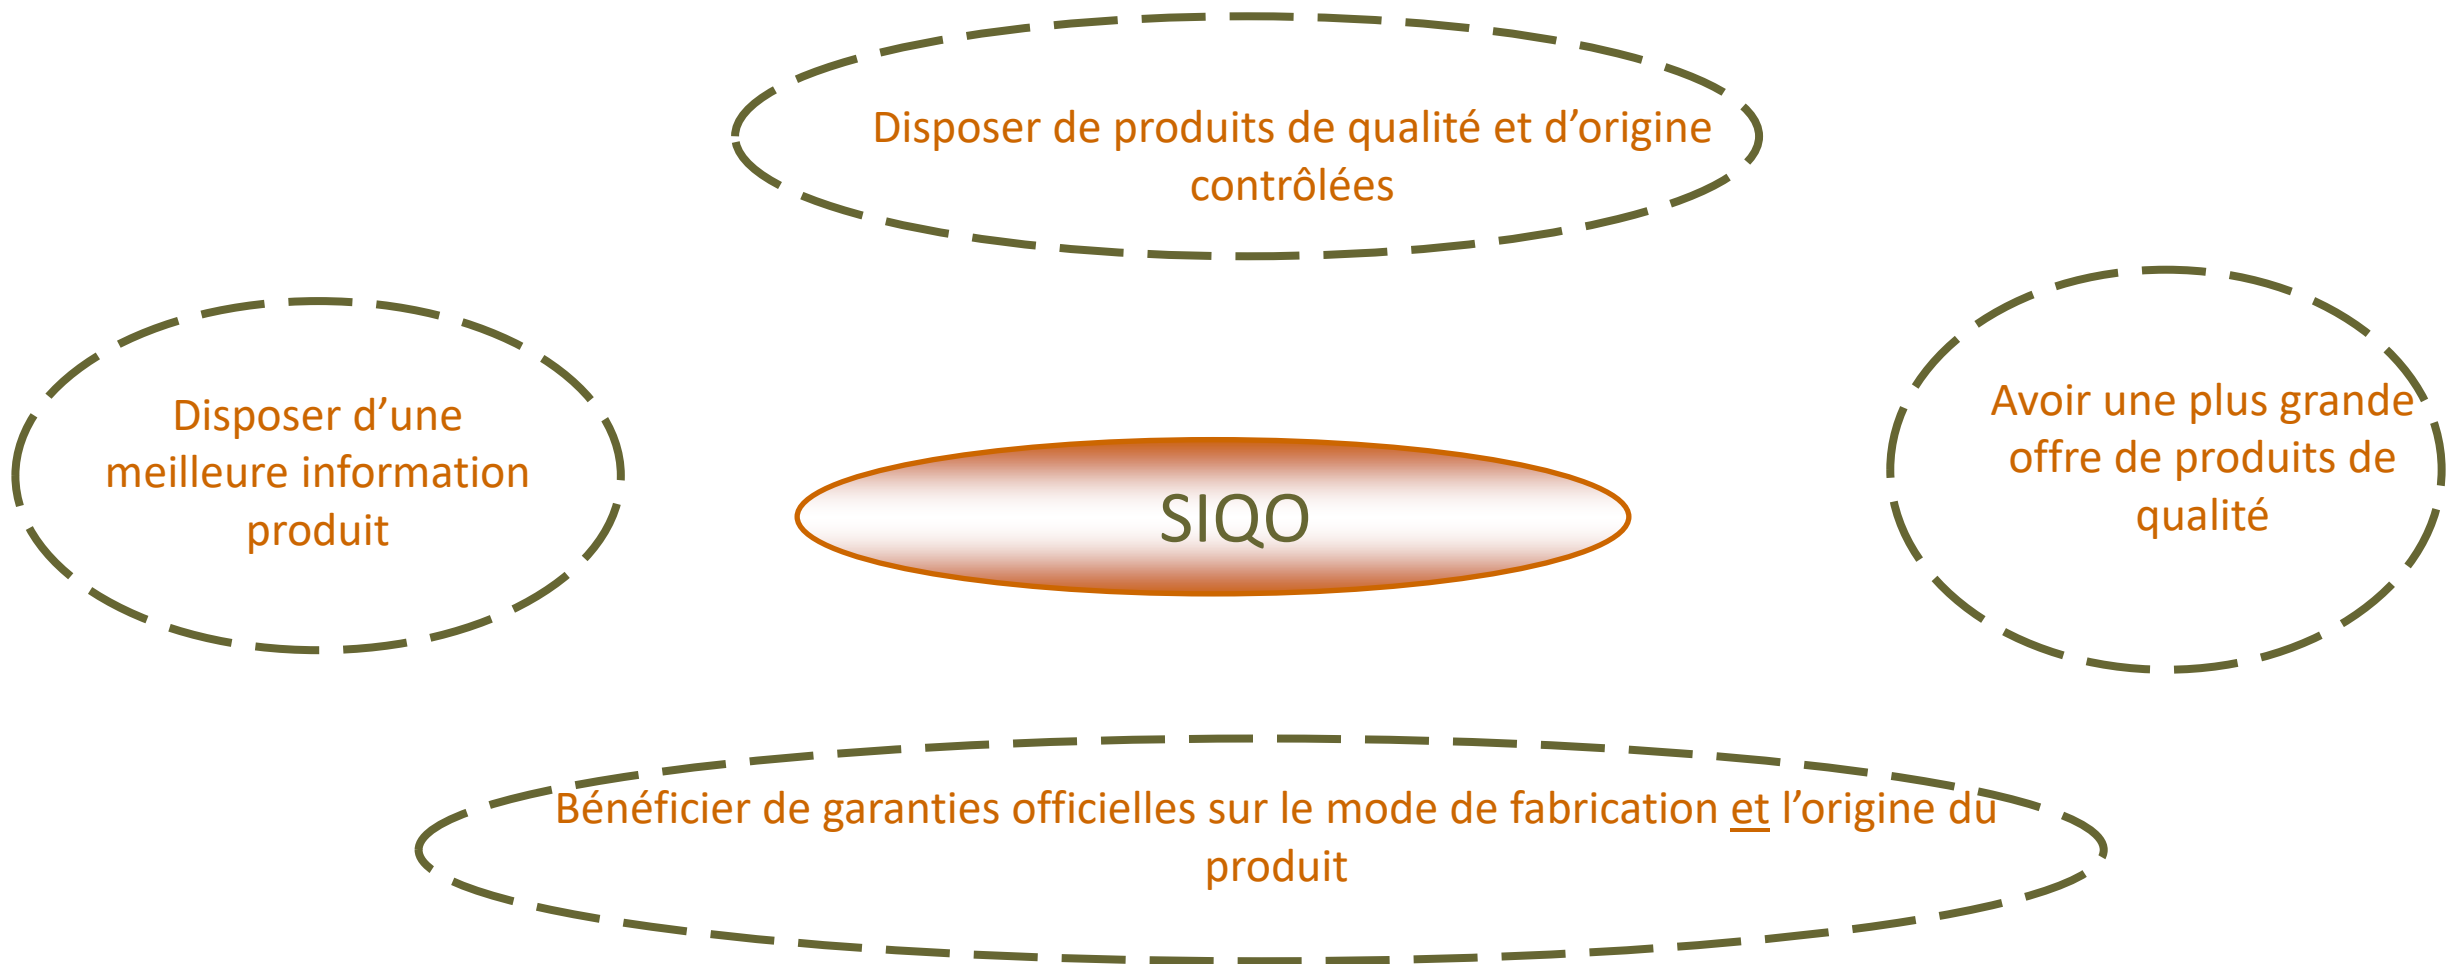 Disposer de produits de qualité et d’origine
contrôlées
Disposer d’une
meilleure information
produit
SIQO
Avoir une plus grande
offre de produits de
qualité
Bénéficier de garanties officielles sur le mode de fabrication et l’origine du
produit